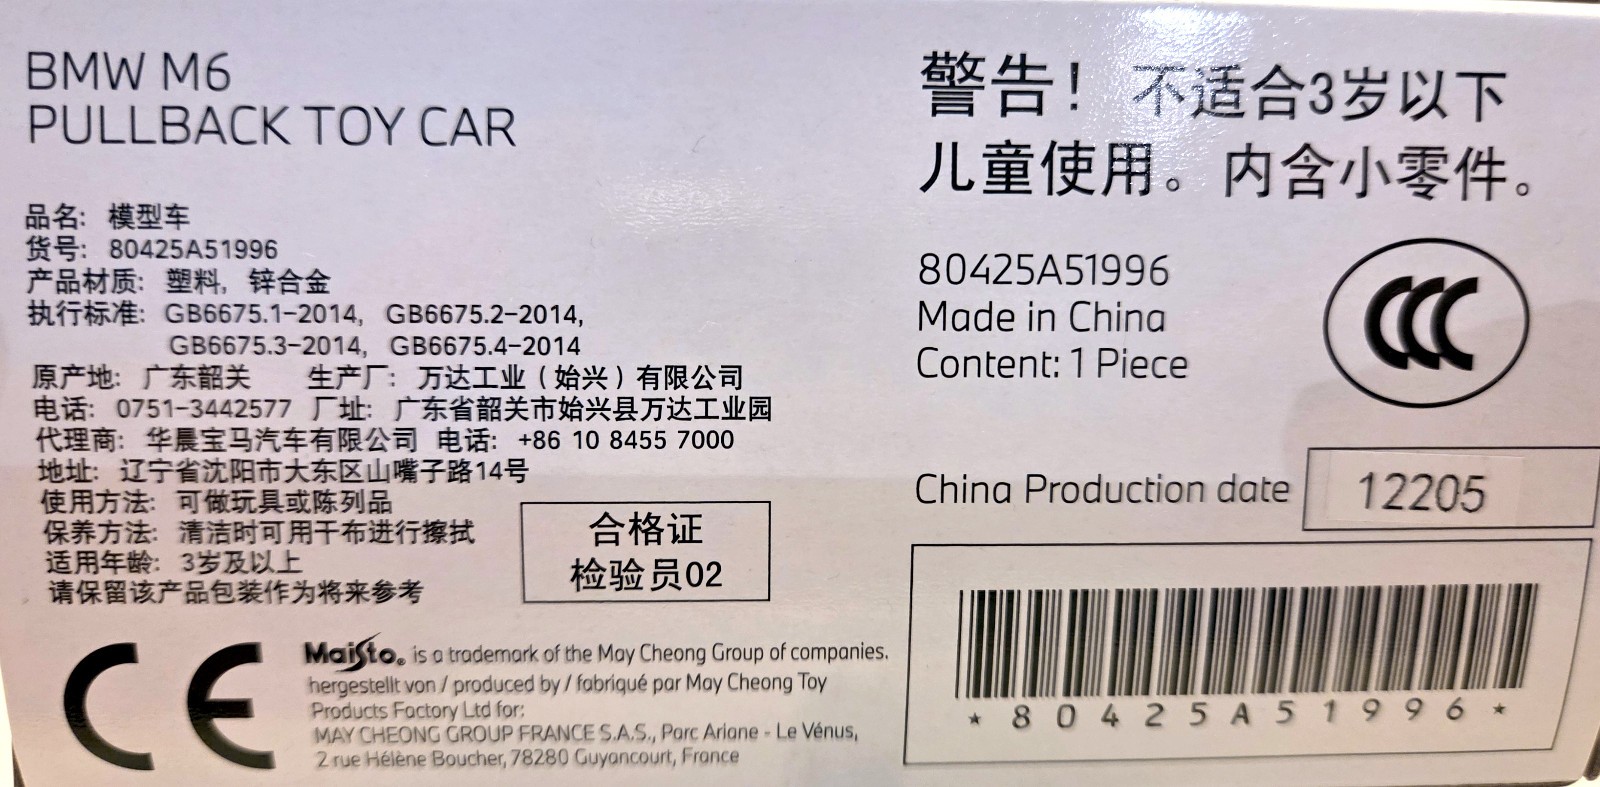 BMW M6
PULLBACK TOY CAR
品名: 模型车
货号: 80425A51996
产品材质: 塑料, 锌合金
执行标准: GB6675.1-2014, GB6675.2-2014,
GB6675.3-2014, GB6675.4-2014
原产地: 广东韶关 生产厂: 万达工业（始兴）有限公司
电话: 0751-3442577 厂址: 广东省韶关市始兴县万达工业园
代理商: 华晨宝马汽车有限公司 电话: +86 10 8455 7000
地址: 辽宁省沈阳市大东区山嘴子路14号
使用方法: 可做玩具或陈列品
保养方法: 清洁时可用干布进行擦拭
适用年龄: 3岁及以上
请保留该产品包装作为将来参考
合格证
检验员02
CE
Maisto® is a trademark of the May Cheong Group of companies.
hergestellt von / produced by / fabriqué par May Cheong Toy
Products Factory Ltd for:
MAY CHEONG GROUP FRANCE S.A.S., Parc Ariane - Le Vénus,
2 rue Hélène Boucher, 78280 Guyancourt, France
警告！不适合3岁以下
儿童使用。内含小零件。
80425A51996
Made in China
Content: 1 Piece
CCC
China Production date 12205
* 80425A51996 *